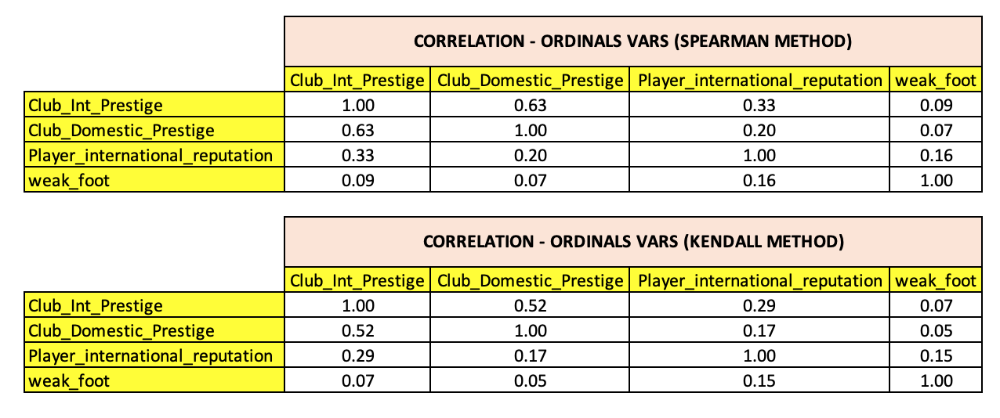 CORRELATION - ORDINALS VARS (SPEARMAN METHOD)
Club_Int_Prestige Club_Domestic_Prestige Player_international_reputation weak_foot
Club_Int_Prestige 1.00 0.63 0.33 0.09
Club_Domestic_Prestige 0.63 1.00 0.20 0.07
Player_international_reputation 0.33 0.20 1.00 0.16
weak_foot 0.09 0.07 0.16 1.00
CORRELATION - ORDINALS VARS (KENDALL METHOD)
Club_Int_Prestige Club_Domestic_Prestige Player_international_reputation weak_foot
Club_Int_Prestige 1.00 0.52 0.29 0.07
Club_Domestic_Prestige 0.52 1.00 0.17 0.05
Player_international_reputation 0.29 0.17 1.00 0.15
weak_foot 0.07 0.05 0.15 1.00